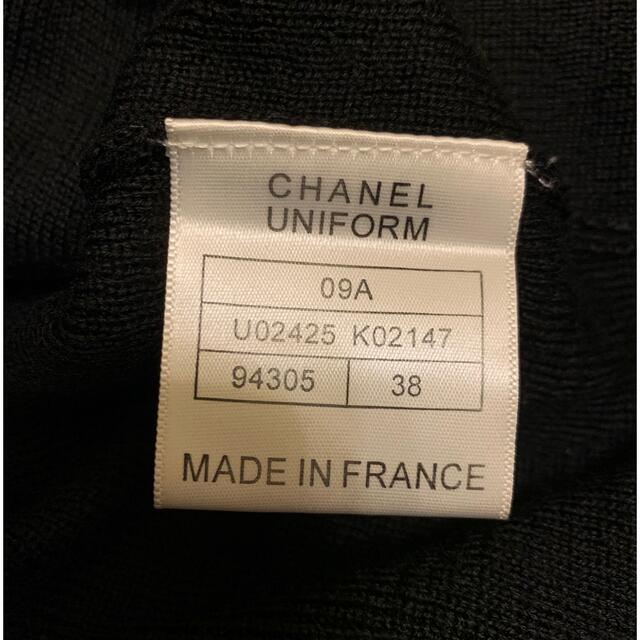 CHANEL
UNIFORM
09A
U02425 K02147
94305 38
MADE IN FRANCE